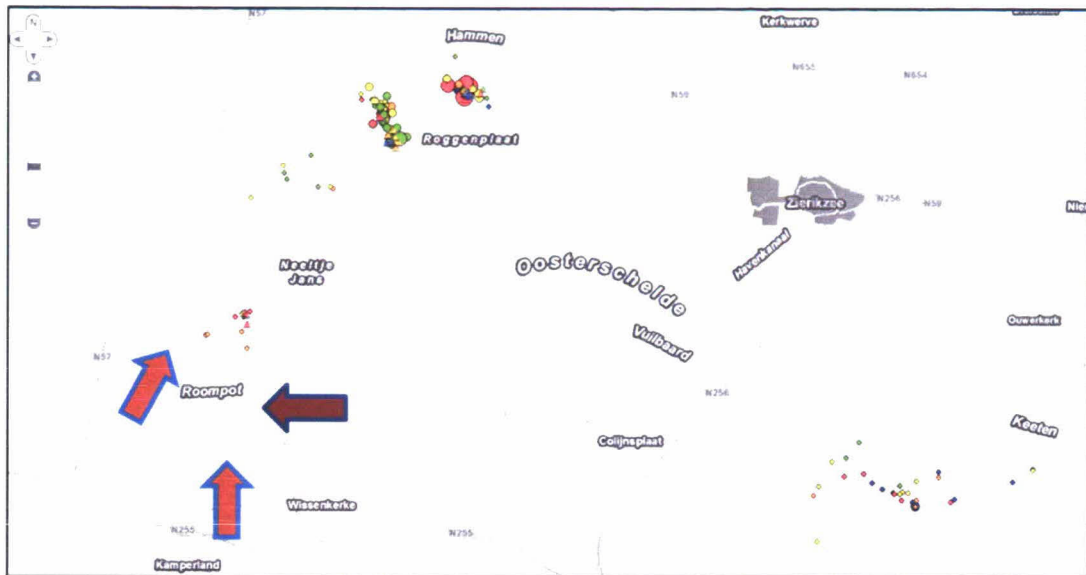 N57
Hammen
Kerkwerve
N
N655
N654
N59
Roggenplaat
Zierikzee
N256
N59
Nieu
Neeltje
Jans
Oosterschelde
Havenkanaal
Vuilbaard
Ouwerkerk
N57
Roompot
N256
Colijnsplaat
Keeten
Wissenkerke
N255
N255
Kamperland